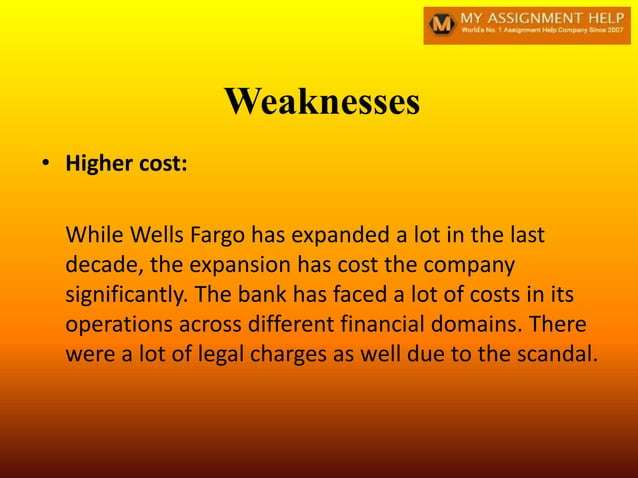 M MY ASSIGNMENT HELP
World's No. 1 Assignment Help Company Since 2007
Weaknesses
• Higher cost:
While Wells Fargo has expanded a lot in the last
decade, the expansion has cost the company
significantly. The bank has faced a lot of costs in its
operations across different financial domains. There
were a lot of legal charges as well due to the scandal.